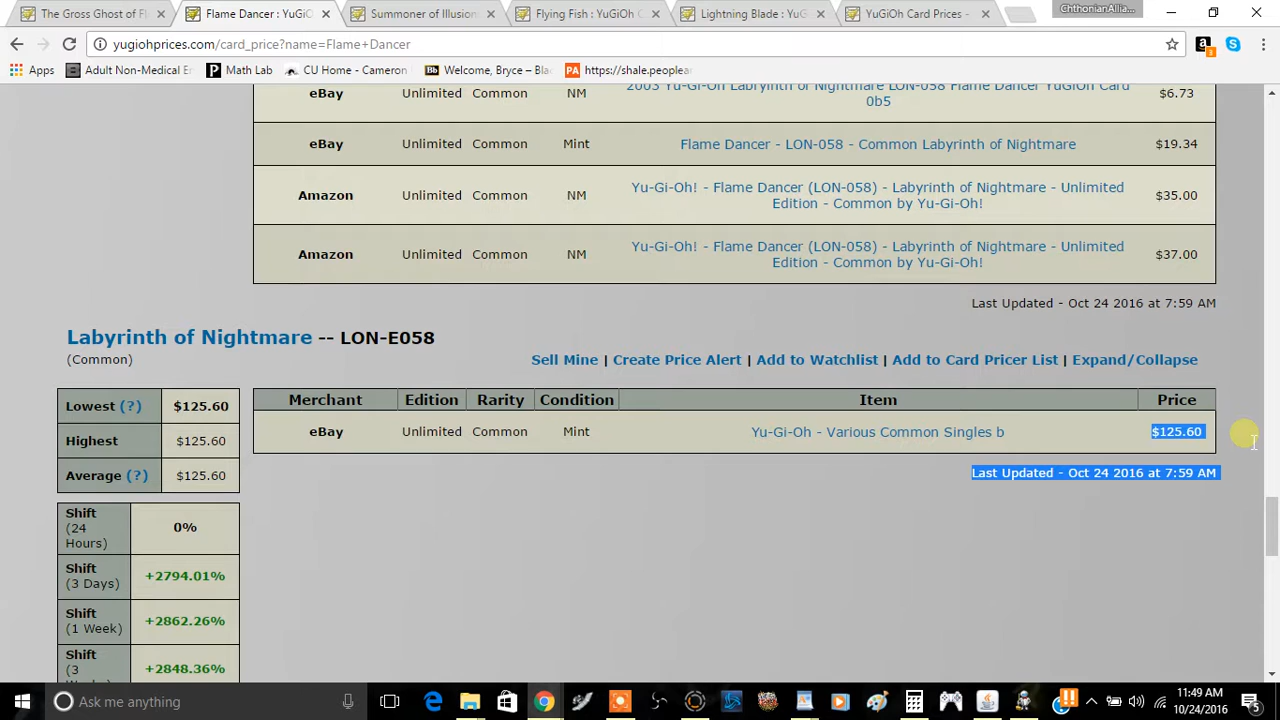 The Gross Ghost of Fl
Flame Dancer : YuGiO
Summoner of Illusion
Flying Fish : YuGiOh C
Lightning Blade : YuG
YuGiOh Card Prices -
ChthonianAllia...
yugiohprices.com/card_price?name=Flame+Dancer
Apps
Adult Non-Medical E
Math Lab
CU Home - Cameron
Welcome, Bryce – Bla
https://shale.peoplea
eBay Unlimited Common NM 2003 Yu-Gi-Oh Labyrinth of Nightmare LON-058 Flame Dancer YuGiOh Card $6.73
0b5
eBay Unlimited Common Mint Flame Dancer - LON-058 - Common Labyrinth of Nightmare $19.34
Amazon Unlimited Common NM Yu-Gi-Oh! - Flame Dancer (LON-058) - Labyrinth of Nightmare - Unlimited $35.00
Edition - Common by Yu-Gi-Oh!
Amazon Unlimited Common NM Yu-Gi-Oh! - Flame Dancer (LON-058) - Labyrinth of Nightmare - Unlimited $37.00
Edition - Common by Yu-Gi-Oh!
Last Updated - Oct 24 2016 at 7:59 AM
Labyrinth of Nightmare -- LON-E058
(Common)
Sell Mine | Create Price Alert | Add to Watchlist | Add to Card Pricer List | Expand/Collapse
Lowest (?) $125.60
Highest $125.60
Average (?) $125.60
Merchant Edition Rarity Condition Item Price
eBay Unlimited Common Mint Yu-Gi-Oh - Various Common Singles b $125.60
Last Updated - Oct 24 2016 at 7:59 AM
Shift
(24
Hours)
0%
Shift
(3 Days)
+2794.01%
Shift
(1 Week)
+2862.26%
Shift
(3
+2848.36%
Ask me anything
11:49 AM
10/24/2016